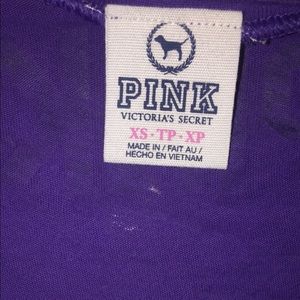 PINK
VICTORIA'S SECRET
XS · TP · XP
MADE IN / FAIT AU /
HECHO EN VIETNAM